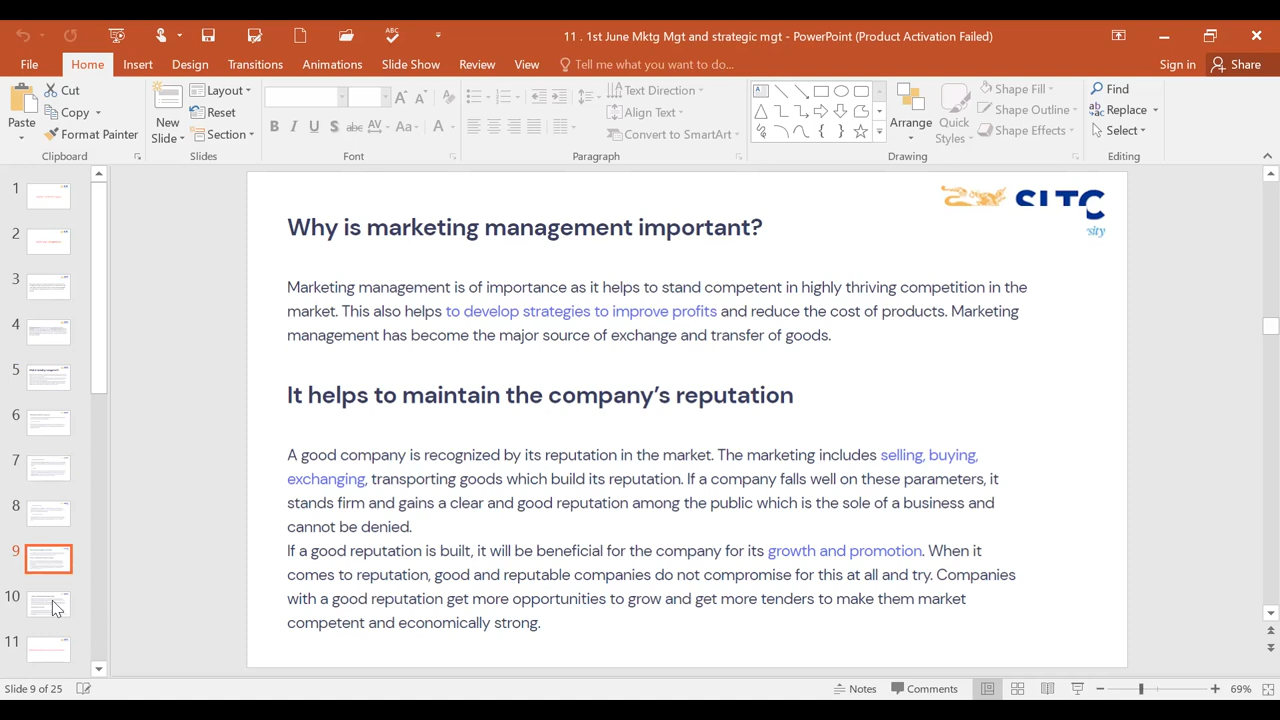 11 . 1st June Mktg Mgt and strategic mgt - PowerPoint (Product Activation Failed)
File Home Insert Design Transitions Animations Slide Show Review View Tell me what you want to do... Sign in Share
Paste
Cut
Copy
Format Painter
Clipboard
New
Slide
Layout
Reset
Section
Slides
Font
Text Direction
Align Text
Convert to SmartArt
Paragraph
Arrange
Quick
Styles
Shape Fill
Shape Outline
Shape Effects
Drawing
Find
Replace
Select
Editing
1
2
3
4
5
6
7
8
9
10
11
SLTC
Why is marketing management important?
Marketing management is of importance as it helps to stand competent in highly thriving competition in the
market. This also helps to develop strategies to improve profits and reduce the cost of products. Marketing
management has become the major source of exchange and transfer of goods.
It helps to maintain the company's reputation
A good company is recognized by its reputation in the market. The marketing includes selling, buying,
exchanging, transporting goods which build its reputation. If a company falls well on these parameters, it
stands firm and gains a clear and good reputation among the public which is the sole of a business and
cannot be denied.
If a good reputation is built, it will be beneficial for the company for its growth and promotion. When it
comes to reputation, good and reputable companies do not compromise for this at all and try. Companies
with a good reputation get more opportunities to grow and get more tenders to make them market
competent and economically strong.
Slide 9 of 25
Notes Comments 69%